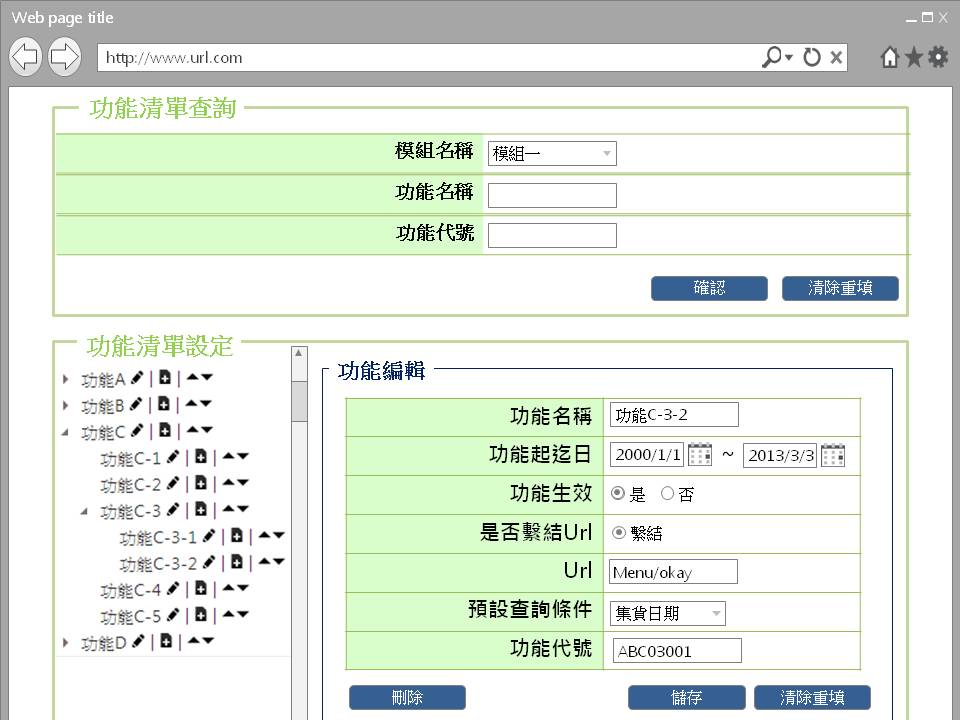 Web page title
http://www.url.com
功能清單查詢
模組名稱 模組一
功能名稱
功能代號
確認 清除重填
功能清單設定
功能A
功能B
功能C
功能C-1
功能C-2
功能C-3
功能C-3-1
功能C-3-2
功能C-4
功能C-5
功能D
功能編輯
功能名稱 功能C-3-2
功能起迄日 2000/1/1 ~ 2013/3/3
功能生效 是 否
是否繫結Url 繫結
Url Menu/okay
預設查詢條件 集貨日期
功能代號 ABC03001
刪除 儲存 清除重填